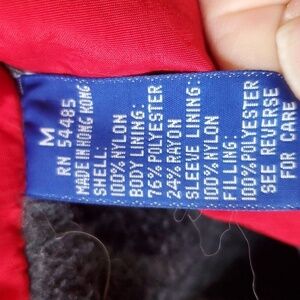 M
RN 54485
MADE IN HONG KONG
SHELL:
100% NYLON
BODY LINING:
76% POLYESTER
24% RAYON
SLEEVE LINING:
100% NYLON
FILLING:
100% POLYESTER
SEE REVERSE
FOR CARE